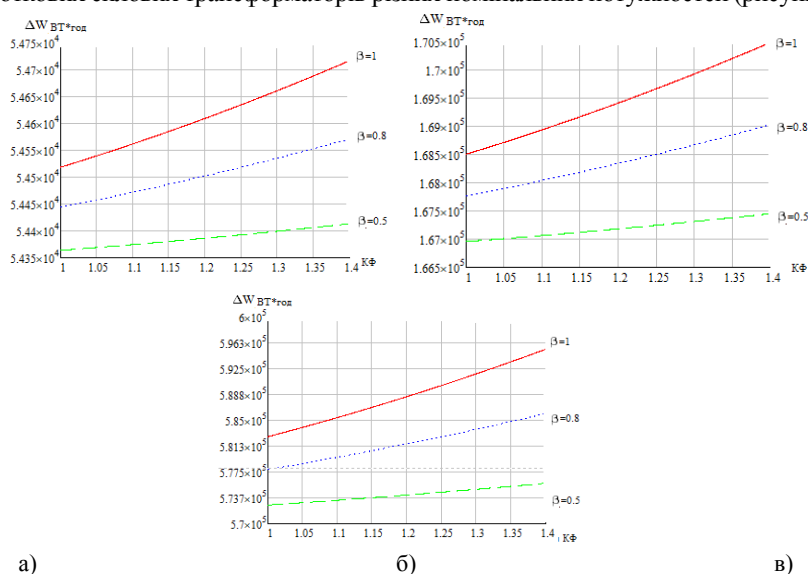 силових трансформаторів різних номінальних потужностей
ΔW ВТ*год
5.475×10⁴
5.47×10⁴
5.465×10⁴
5.46×10⁴
5.455×10⁴
5.45×10⁴
5.445×10⁴
5.44×10⁴
5.435×10⁴
β=1
β=0.8
β=0.5
1 1.05 1.1 1.15 1.2 1.25 1.3 1.35 1.4 КФ
ΔW ВТ*год
1.705×10⁵
1.7×10⁵
1.695×10⁵
1.69×10⁵
1.685×10⁵
1.68×10⁵
1.675×10⁵
1.67×10⁵
1.665×10⁵
β=1
β=0.8
β=0.5
1 1.05 1.1 1.15 1.2 1.25 1.3 1.35 1.4 КФ
ΔW ВТ*год
6×10⁵
5.963×10⁵
5.925×10⁵
5.888×10⁵
5.85×10⁵
5.813×10⁵
5.775×10⁵
5.737×10⁵
5.7×10⁵
β=1
β=0.8
β=0.5
1 1.05 1.1 1.15 1.2 1.25 1.3 1.35 1.4 КФ
а) б) в)